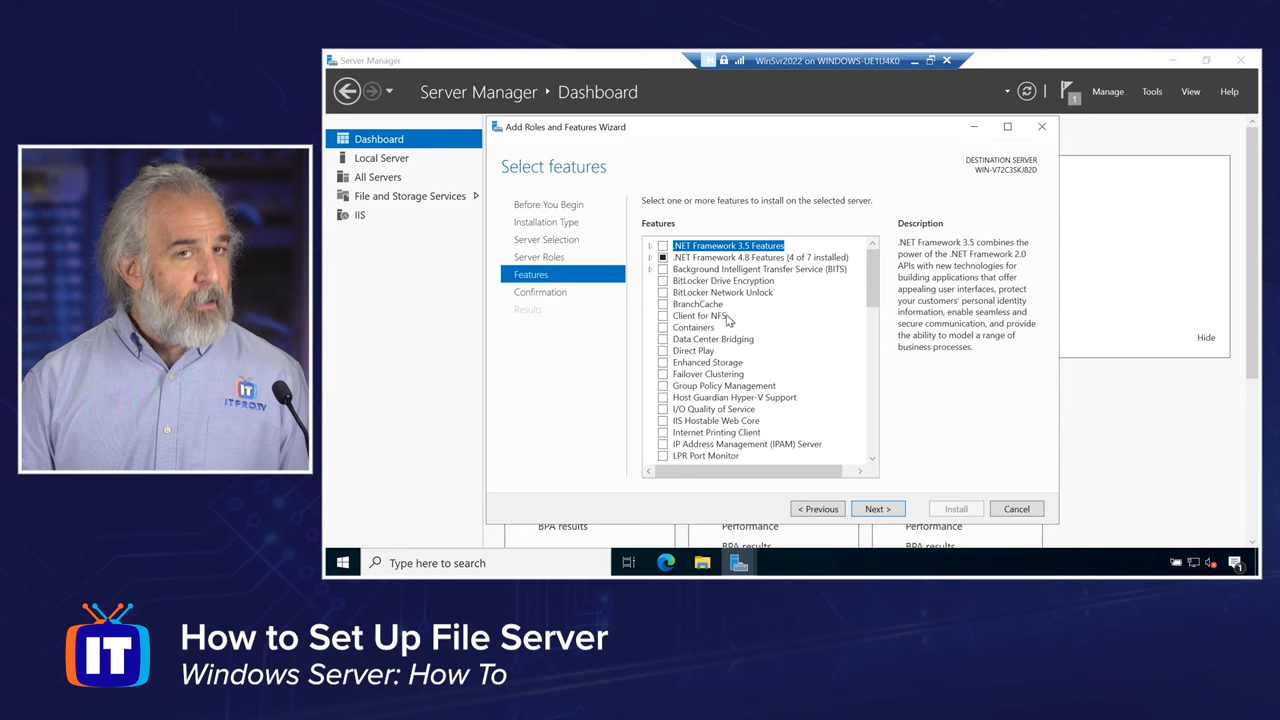 Server Manager
WinSvr2022 on WINDOWS-UE1U4K0
Server Manager • Dashboard
Manage
Tools
View
Help
1
Dashboard
Local Server
All Servers
File and Storage Services
IIS
Add Roles and Features Wizard
Select features
DESTINATION SERVER
WIN-V72C3SKJ82D
Before You Begin
Installation Type
Server Selection
Server Roles
Features
Confirmation
Results
Select one or more features to install on the selected server.
Features
.NET Framework 3.5 Features
.NET Framework 4.8 Features (4 of 7 installed)
Background Intelligent Transfer Service (BITS)
BitLocker Drive Encryption
BitLocker Network Unlock
BranchCache
Client for NFS
Containers
Data Center Bridging
Direct Play
Enhanced Storage
Failover Clustering
Group Policy Management
Host Guardian Hyper-V Support
I/O Quality of Service
IIS Hostable Web Core
Internet Printing Client
IP Address Management (IPAM) Server
LPR Port Monitor
Description
.NET Framework 3.5 combines the
power of the .NET Framework 2.0
APIs with new technologies for
building applications that offer
appealing user interfaces, protect
your customers' personal identity
information, enable seamless and
secure communication, and provide
the ability to model a range of
business processes.
Hide
< Previous
Next >
Install
Cancel
BPA results
Performance
BPA results
Performance
BPA results
Type here to search
1
ITPRO.TV
IT
How to Set Up File Server
Windows Server: How To